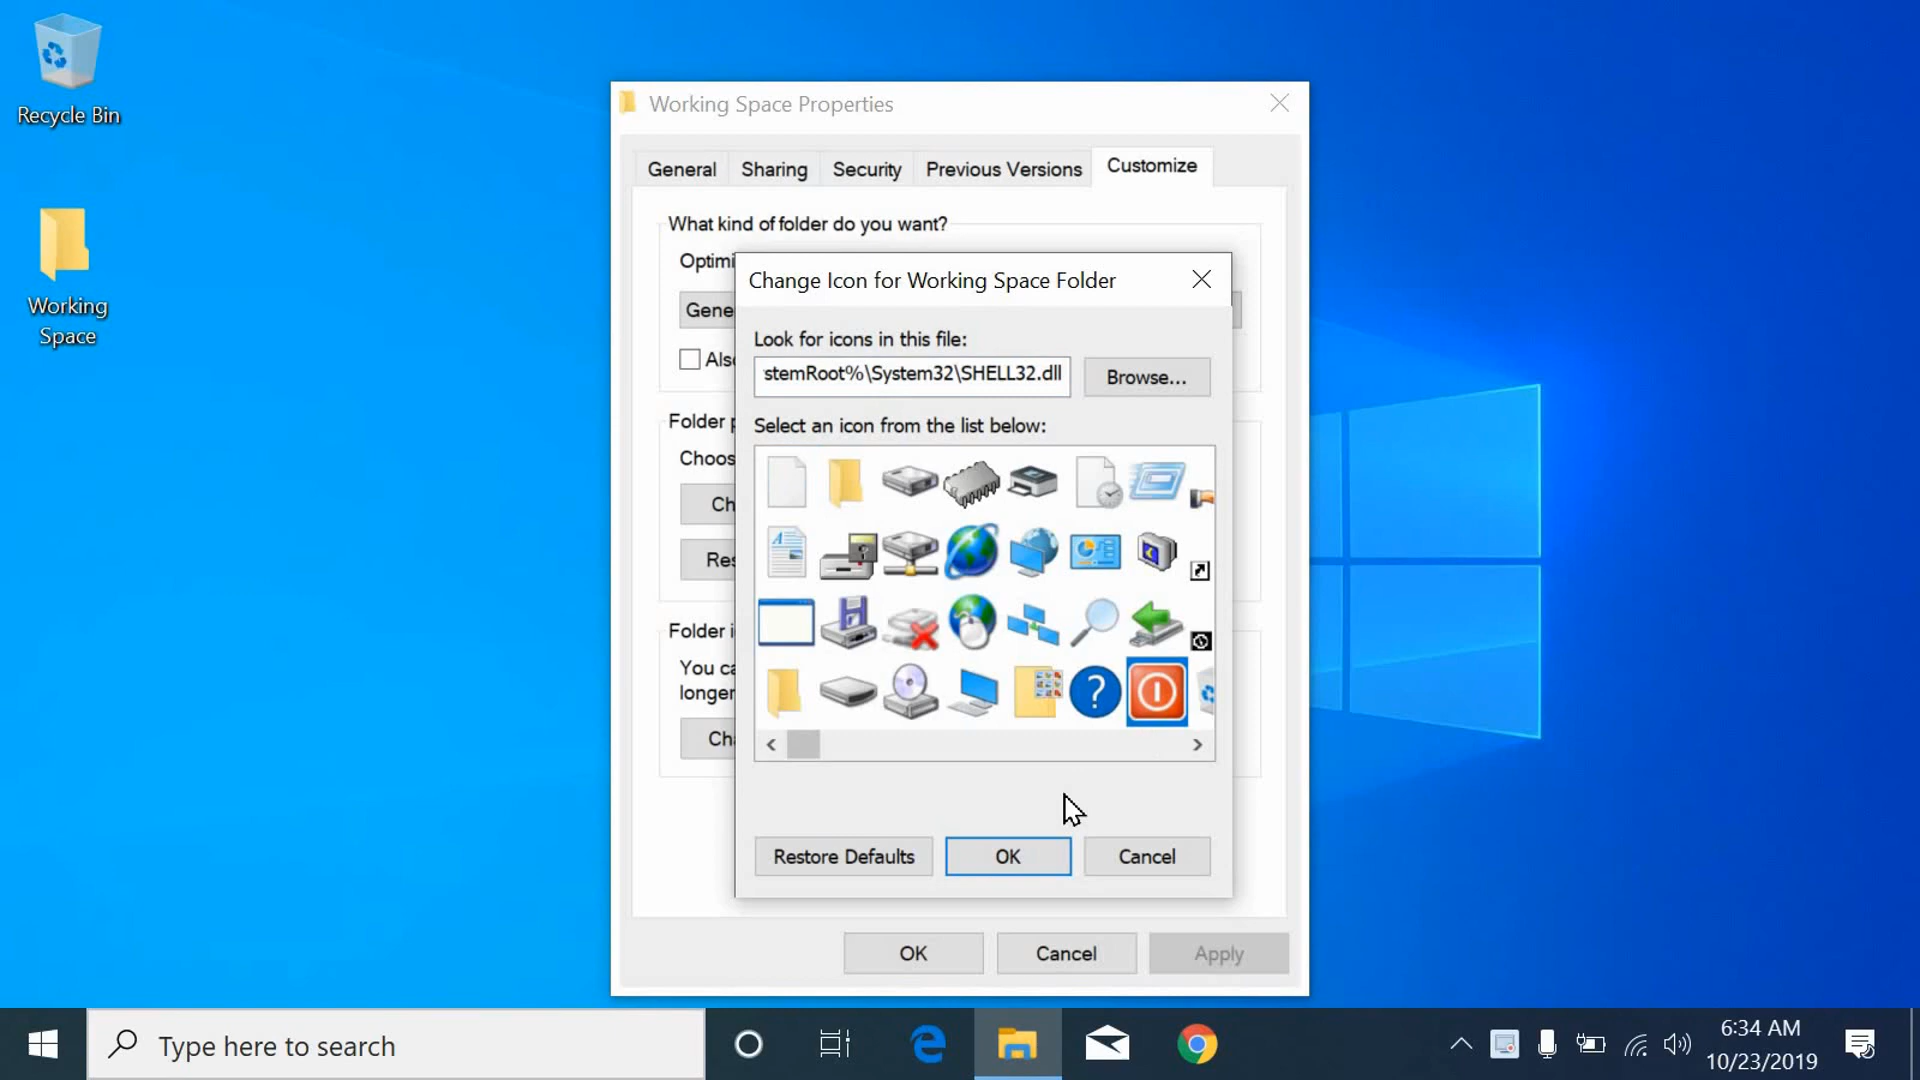 Recycle Bin
Working
Space
Working Space Properties
General
Sharing
Security
Previous Versions
Customize
What kind of folder do you want?
Optimi
Gene
Also
Folder p
Choos
Ch
Res
Folder i
You ca
longer
Cha
Change Icon for Working Space Folder
Look for icons in this file:
stemRoot%\System32\SHELL32.dll
Browse...
Select an icon from the list below:
Restore Defaults
OK
Cancel
OK
Cancel
Apply
Type here to search
6:34 AM
10/23/2019